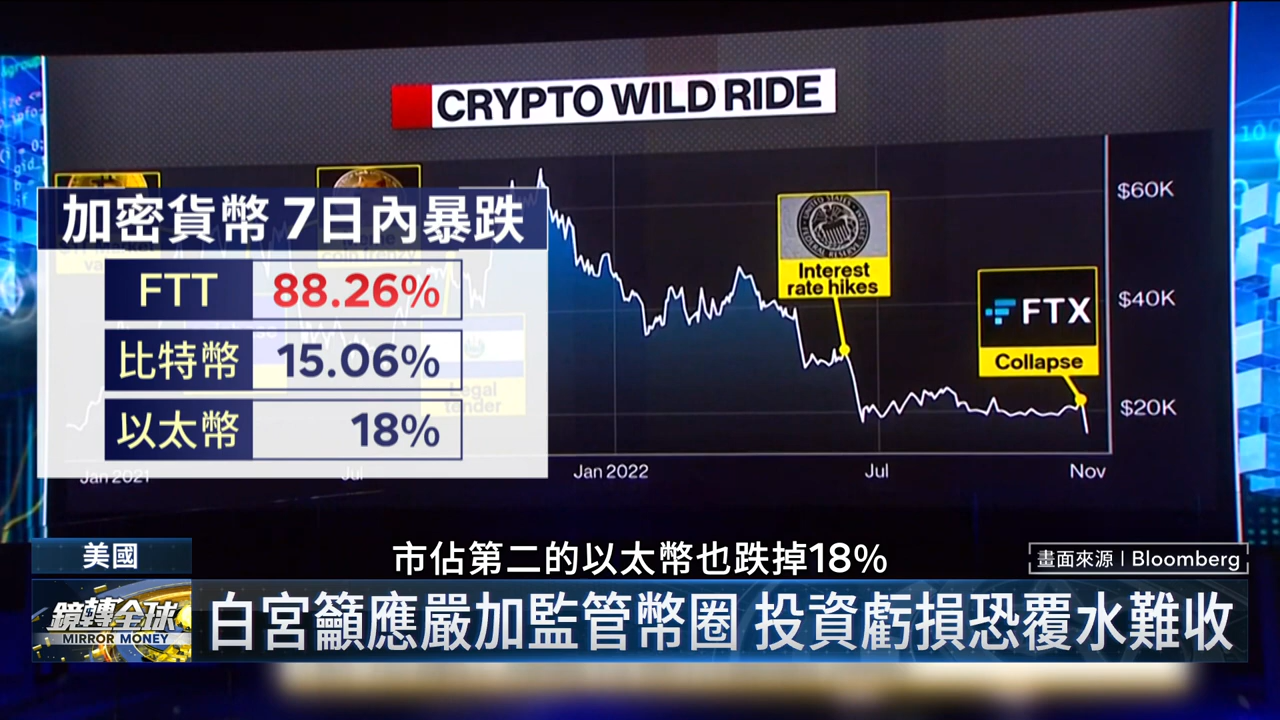 CRYPTO WILD RIDE
加密貨幣 7日內暴跌
FTT 88.26%
比特幣 15.06%
以太幣 18%
Legal
tender
Interest
rate hikes
FTX
Collapse
$60K
$40K
$20K
Jan 2021 Jul Jan 2022 Jul Nov
美國
市佔第二的以太幣也跌掉18%
畫面來源 | Bloomberg
鏡轉全球
MIRROR MONEY
白宮籲應嚴加監管幣圈 投資虧損恐覆水難收